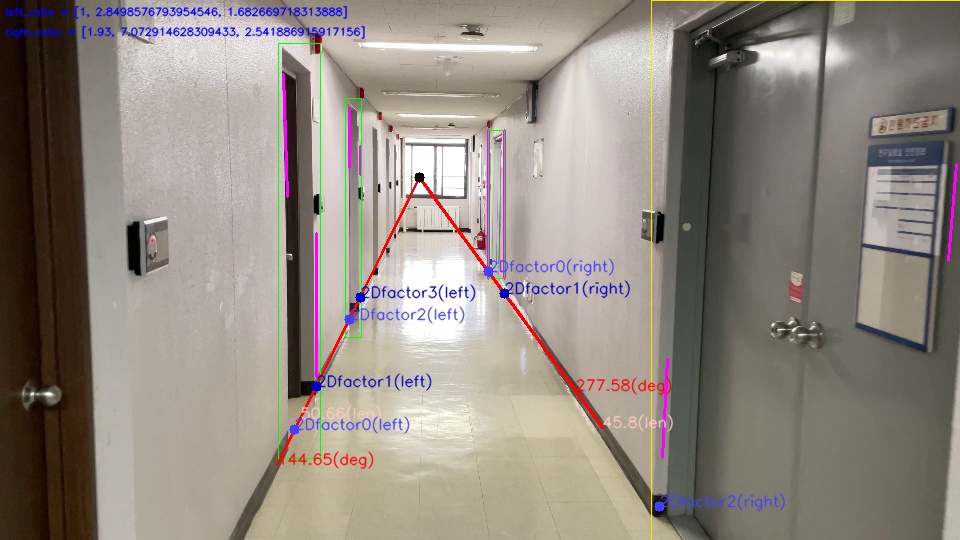 left_ratio = [1, 2.8498576793954546, 1.682669718313888]
right_ratio = [1.93, 7.072914628309433, 2.541886915917156]
2Dfactor0(right)
2Dfactor3(left)
2Dfactor1(right)
2Dfactor2(left)
2Dfactor1(left)
277.58(deg)
50.66(len)
45.8(len)
2Dfactor0(left)
144.65(deg)
2Dfactor2(right)